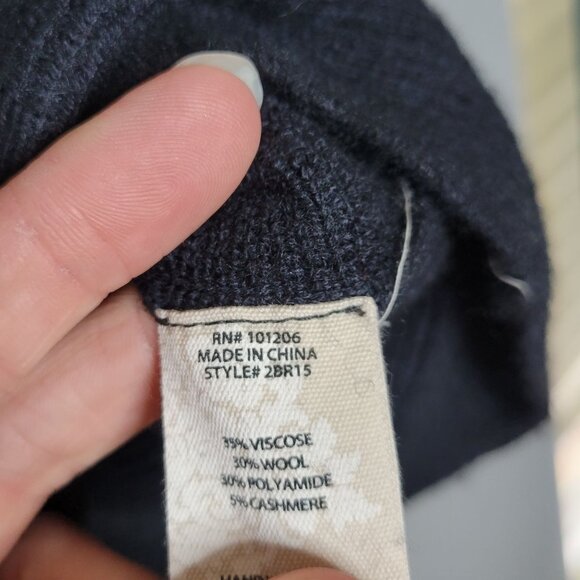 RN# 101206
MADE IN CHINA
STYLE# 2BR15
35% VISCOSE
30% WOOL
30% POLYAMIDE
5% CASHMERE